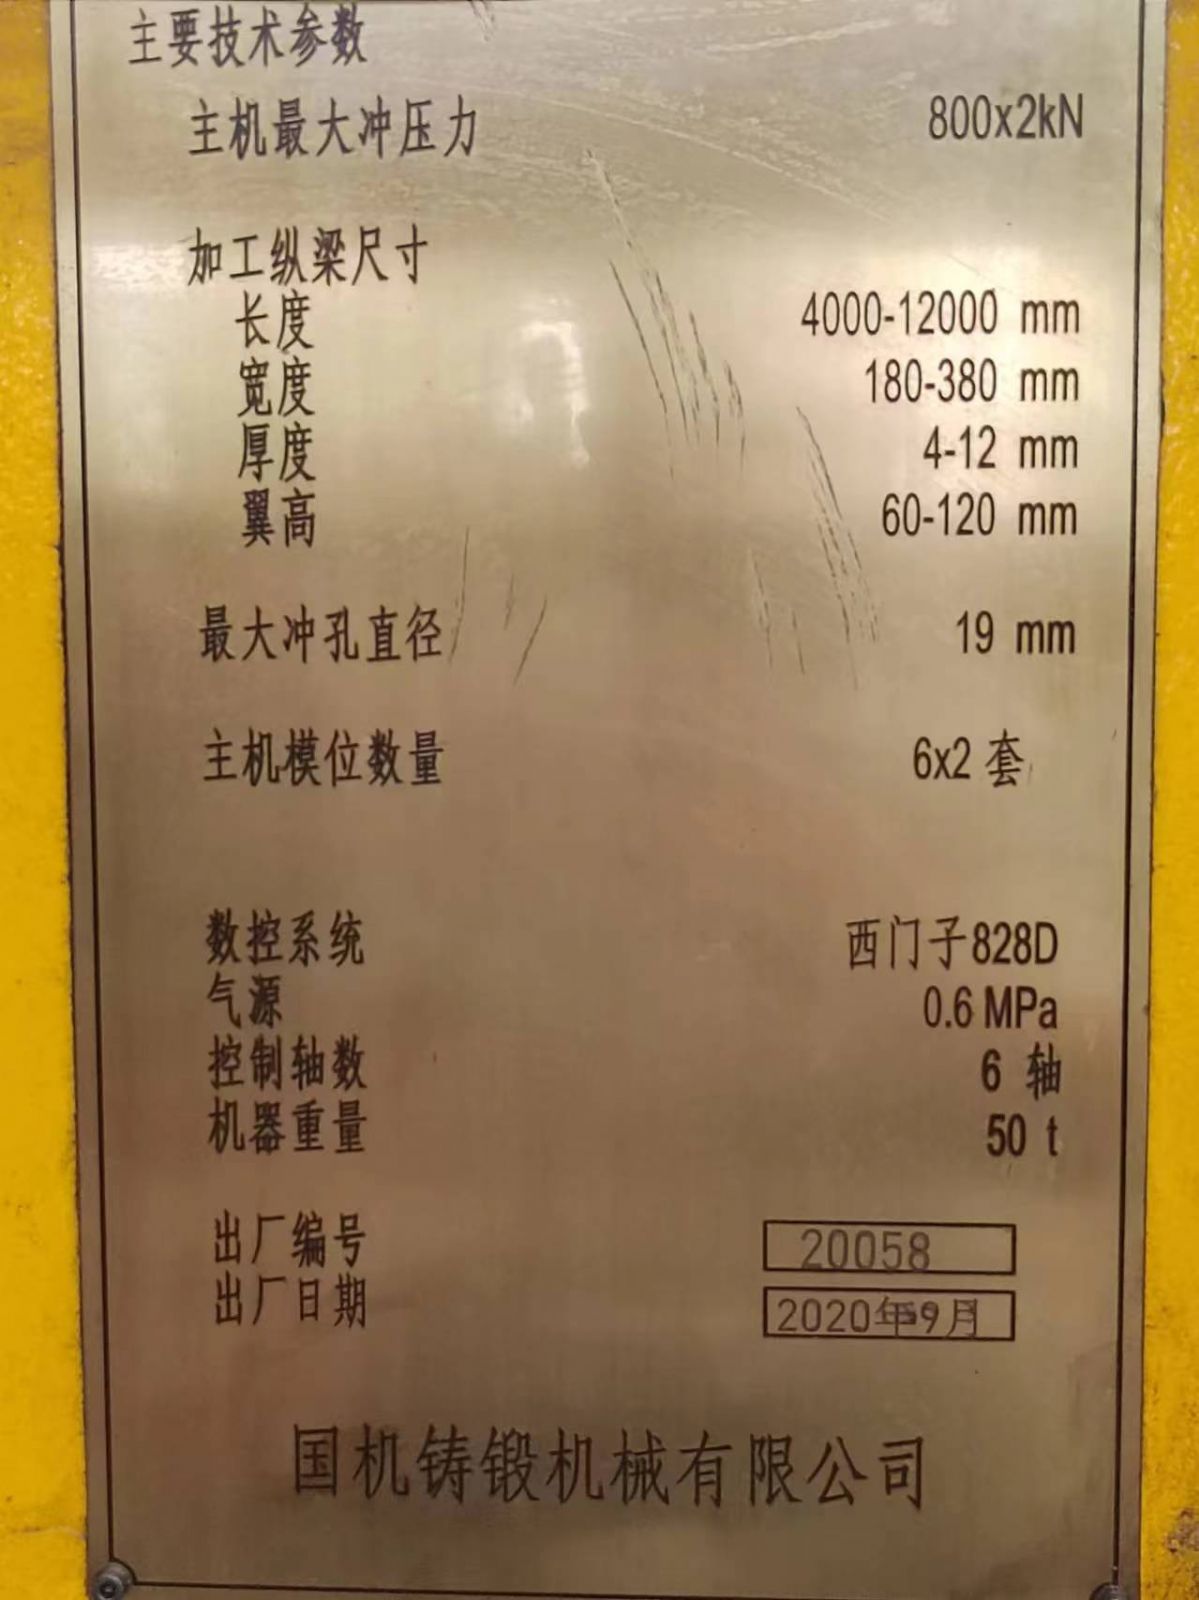 主要技术参数
主机最大冲压力 800x2kN
加工纵梁尺寸
长度 4000-12000 mm
宽度 180-380 mm
厚度 4-12 mm
翼高 60-120 mm
最大冲孔直径 19 mm
主机模位数量 6x2 套
数控系统 西门子828D
气源 0.6 MPa
控制轴数 6 轴
机器重量 50 t
出厂编号 20058
出厂日期 2020年9月
国机铸锻机械有限公司